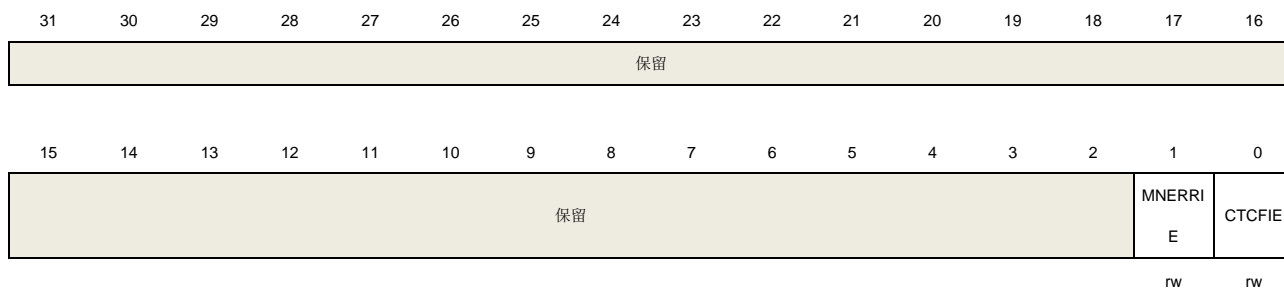 31 30 29 28 27 26 25 24 23 22 21 20 19 18 17 16
保留
15 14 13 12 11 10 9 8 7 6 5 4 3 2 1 0
保留
MNERRI
E
CTCFIE
rw rw